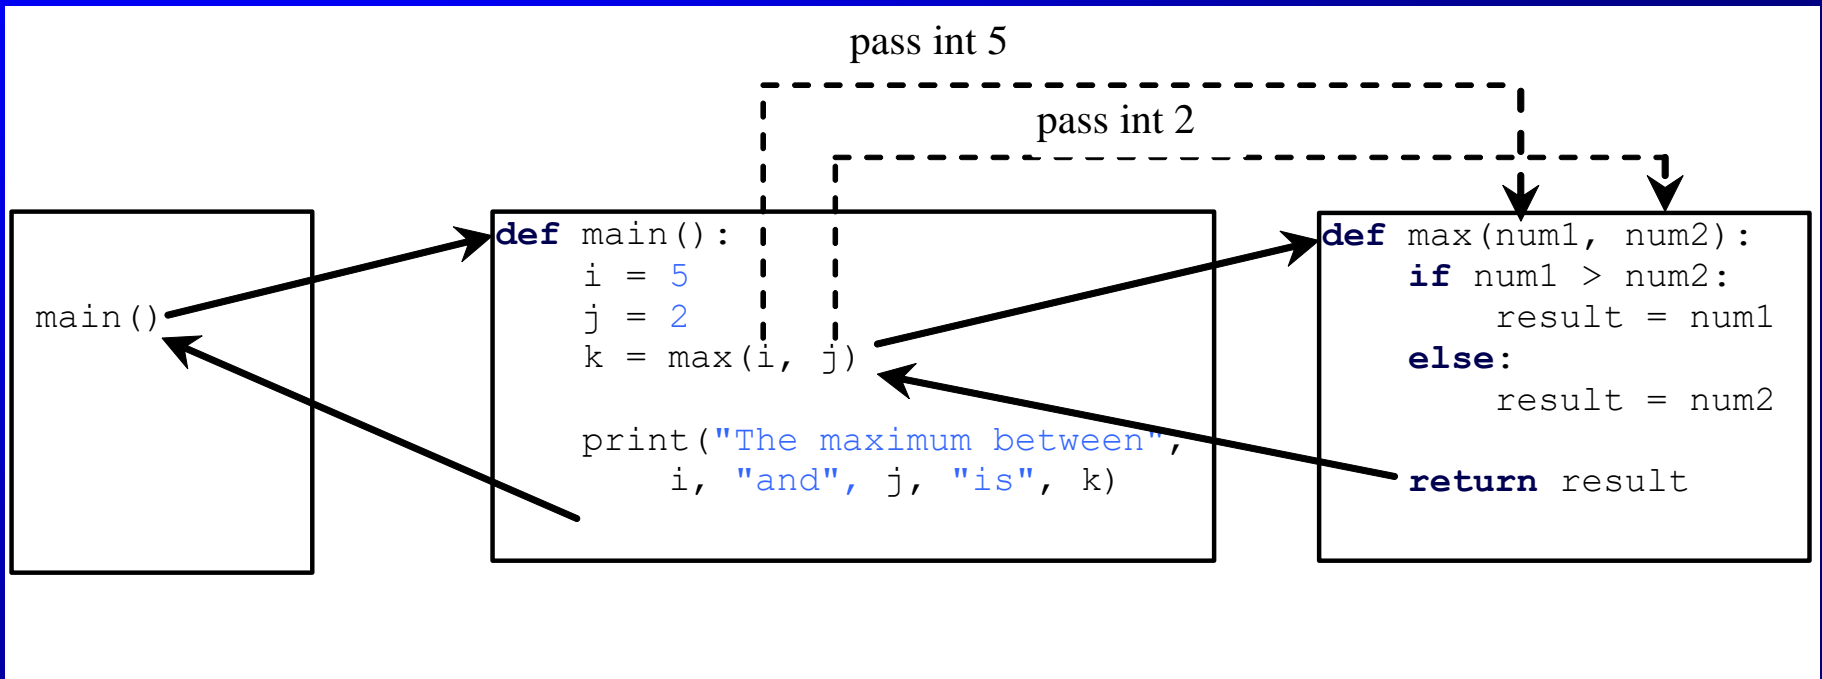 pass int 5
pass int 2
main()
def main():
    i = 5
    j = 2
    k = max(i, j)
    print("The maximum between",
        i, "and", j, "is", k)
def max(num1, num2):
    if num1 > num2:
        result = num1
    else:
        result = num2
    return result